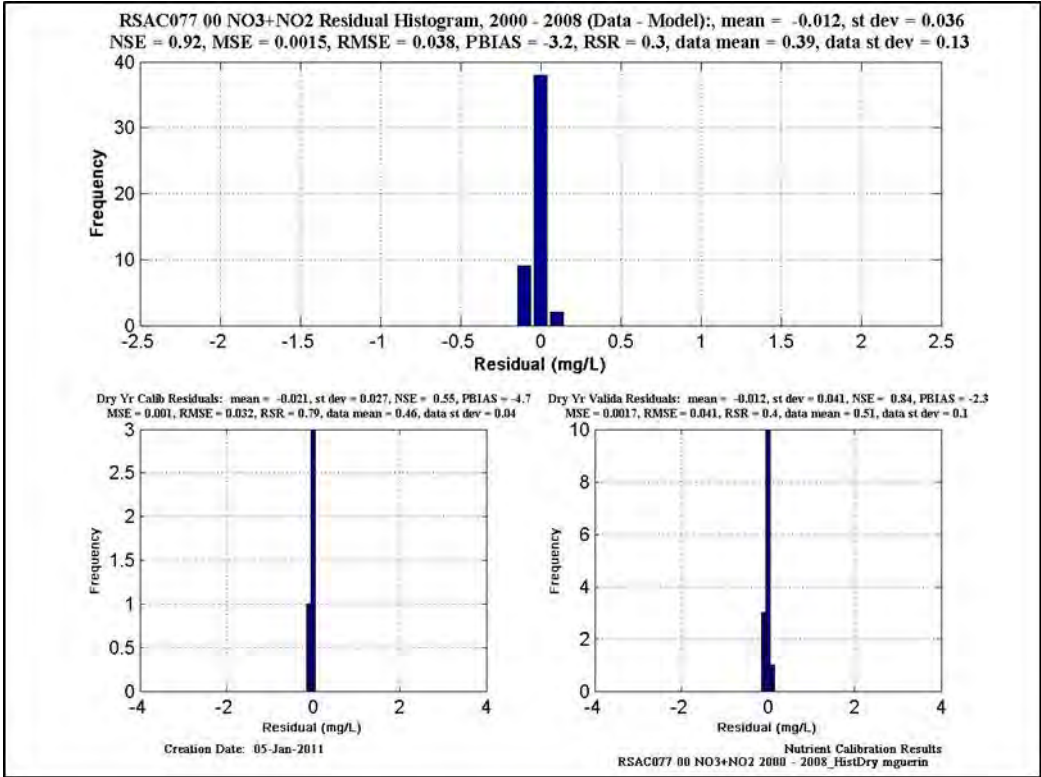 RSAC077 00 NO3+NO2 Residual Histogram, 2000 - 2008 (Data - Model):, mean = -0.012, st dev = 0.036
NSE = 0.92, MSE = 0.0015, RMSE = 0.038, PBIAS = -3.2, RSR = 0.3, data mean = 0.39, data st dev = 0.13
40
30
20
10
0
Frequency
-2.5 -2 -1.5 -1 -0.5 0 0.5 1 1.5 2 2.5
Residual (mg/L)
Dry Yr Calib Residuals: mean = -0.021, st dev = 0.027, NSE = 0.55, PBIAS = -4.7
MSE = 0.001, RMSE = 0.032, RSR = 0.79, data mean = 0.46, data st dev = 0.04
3
2.5
2
1.5
1
0.5
0
Frequency
-4 -2 0 2 4
Residual (mg/L)
Creation Date: 05-Jan-2011
Dry Yr Valida Residuals: mean = -0.012, st dev = 0.041, NSE = 0.84, PBIAS = -2.3
MSE = 0.0017, RMSE = 0.041, RSR = 0.4, data mean = 0.51, data st dev = 0.1
10
8
6
4
2
0
Frequency
-4 -2 0 2 4
Residual (mg/L)
Nutrient Calibration Results
RSAC077 00 NO3+NO2 2000 - 2008_HistDry mguerin